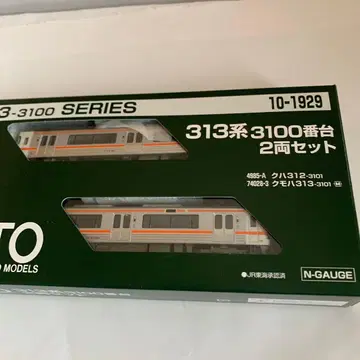 3-3100 SERIES
10-1929
313系 3100番台
2両セット
4985-A クハ312-3101
74028-3 クモハ313-3101 Ⓜ
TO
D MODELS
●JR東海承認済
N-GAUGE